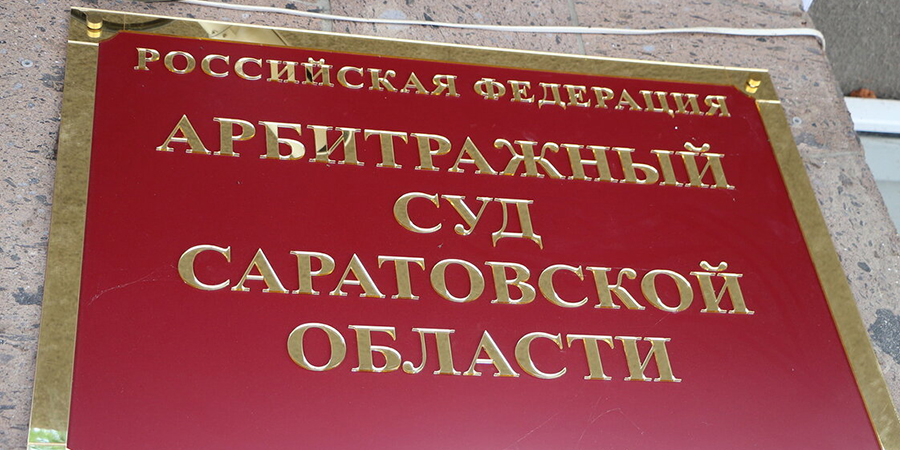 РОССИЙСКАЯ ФЕДЕРАЦИЯ
АРБИТРАЖНЫЙ
СУД
САРАТОВСКОЙ
ОБЛАСТИ